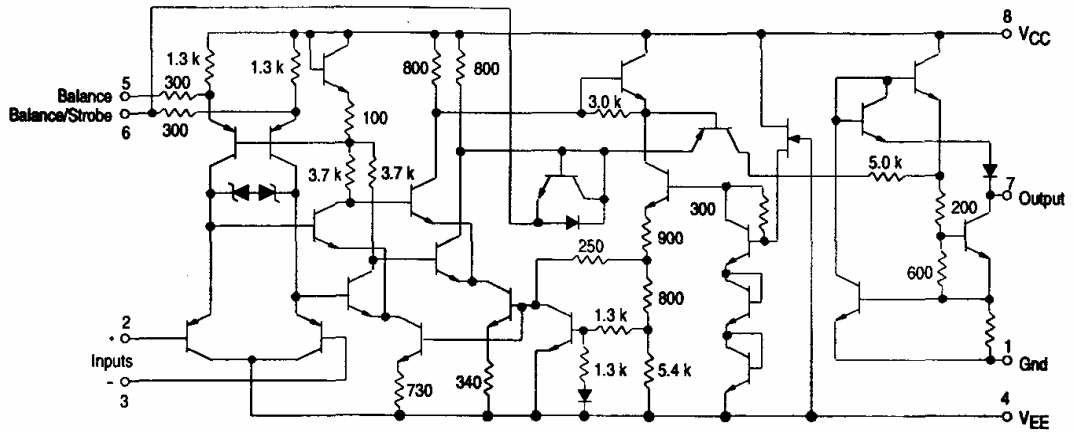 8
V_CC
1.3 k
1.3 k
800
800
5
300
Balance
Balance/Strobe
6
300
100
3.0 k
3.7 k
3.7 k
5.0 k
7
Output
300
200
900
250
600
800
2
+
1.3 k
Inputs
-
3
1.3 k
5.4 k
730
340
1
Gnd
4
V_EE